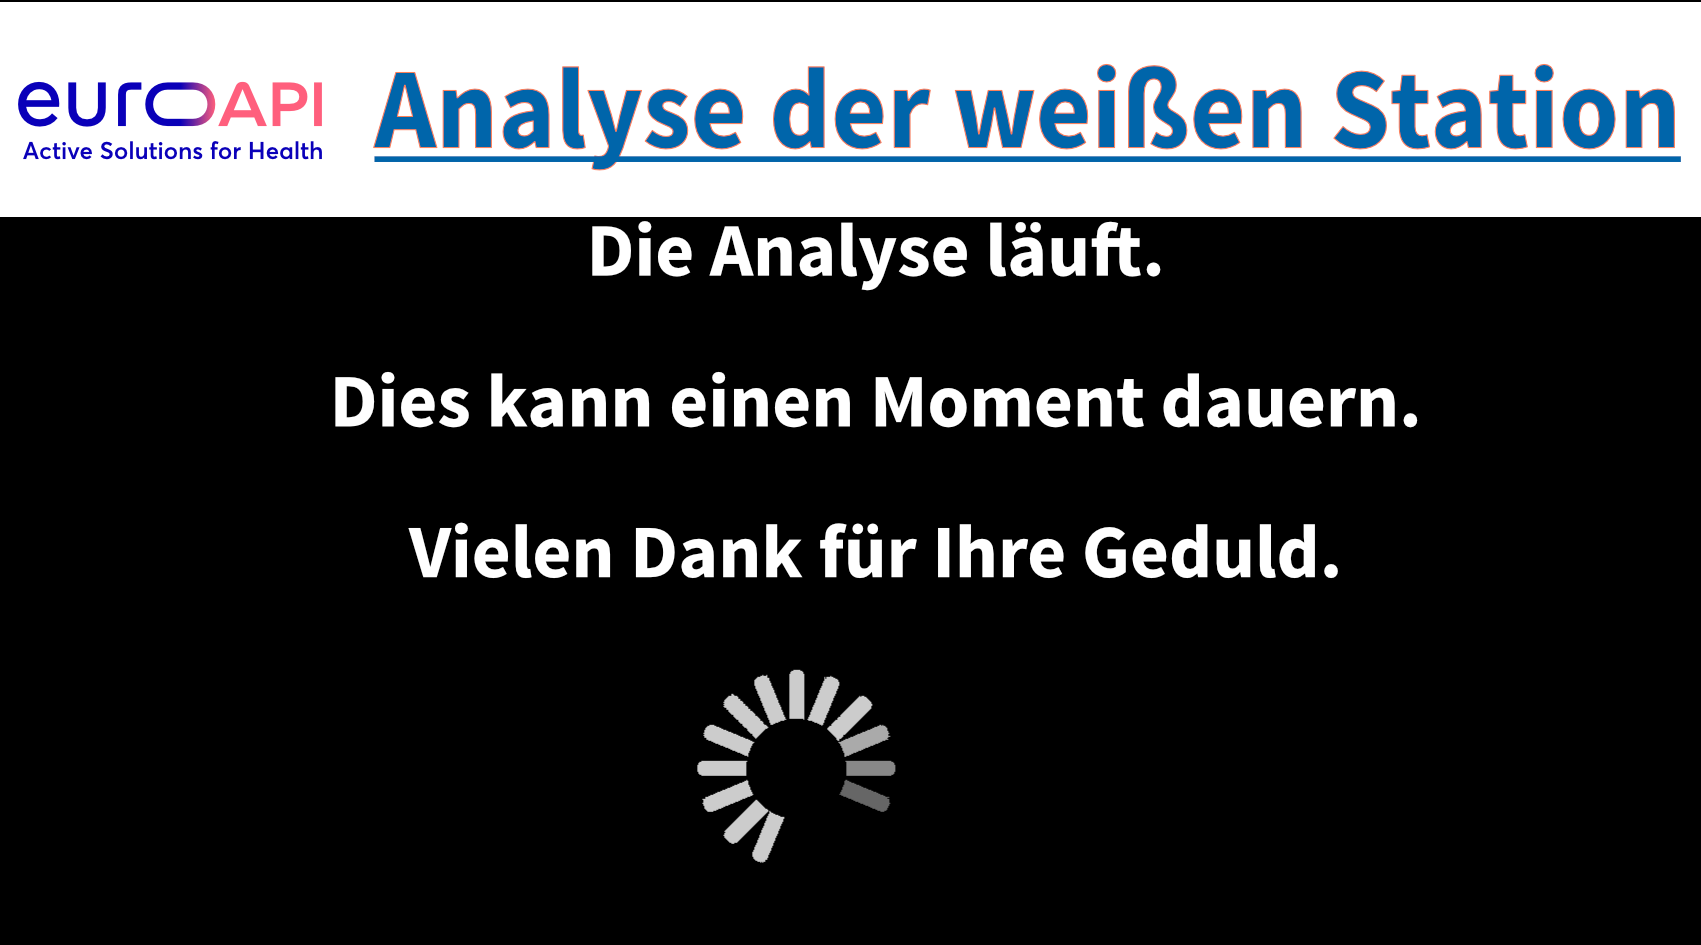 euroAPI
Active Solutions for Health
Analyse der weißen Station
Die Analyse läuft.
Dies kann einen Moment dauern.
Vielen Dank für Ihre Geduld.